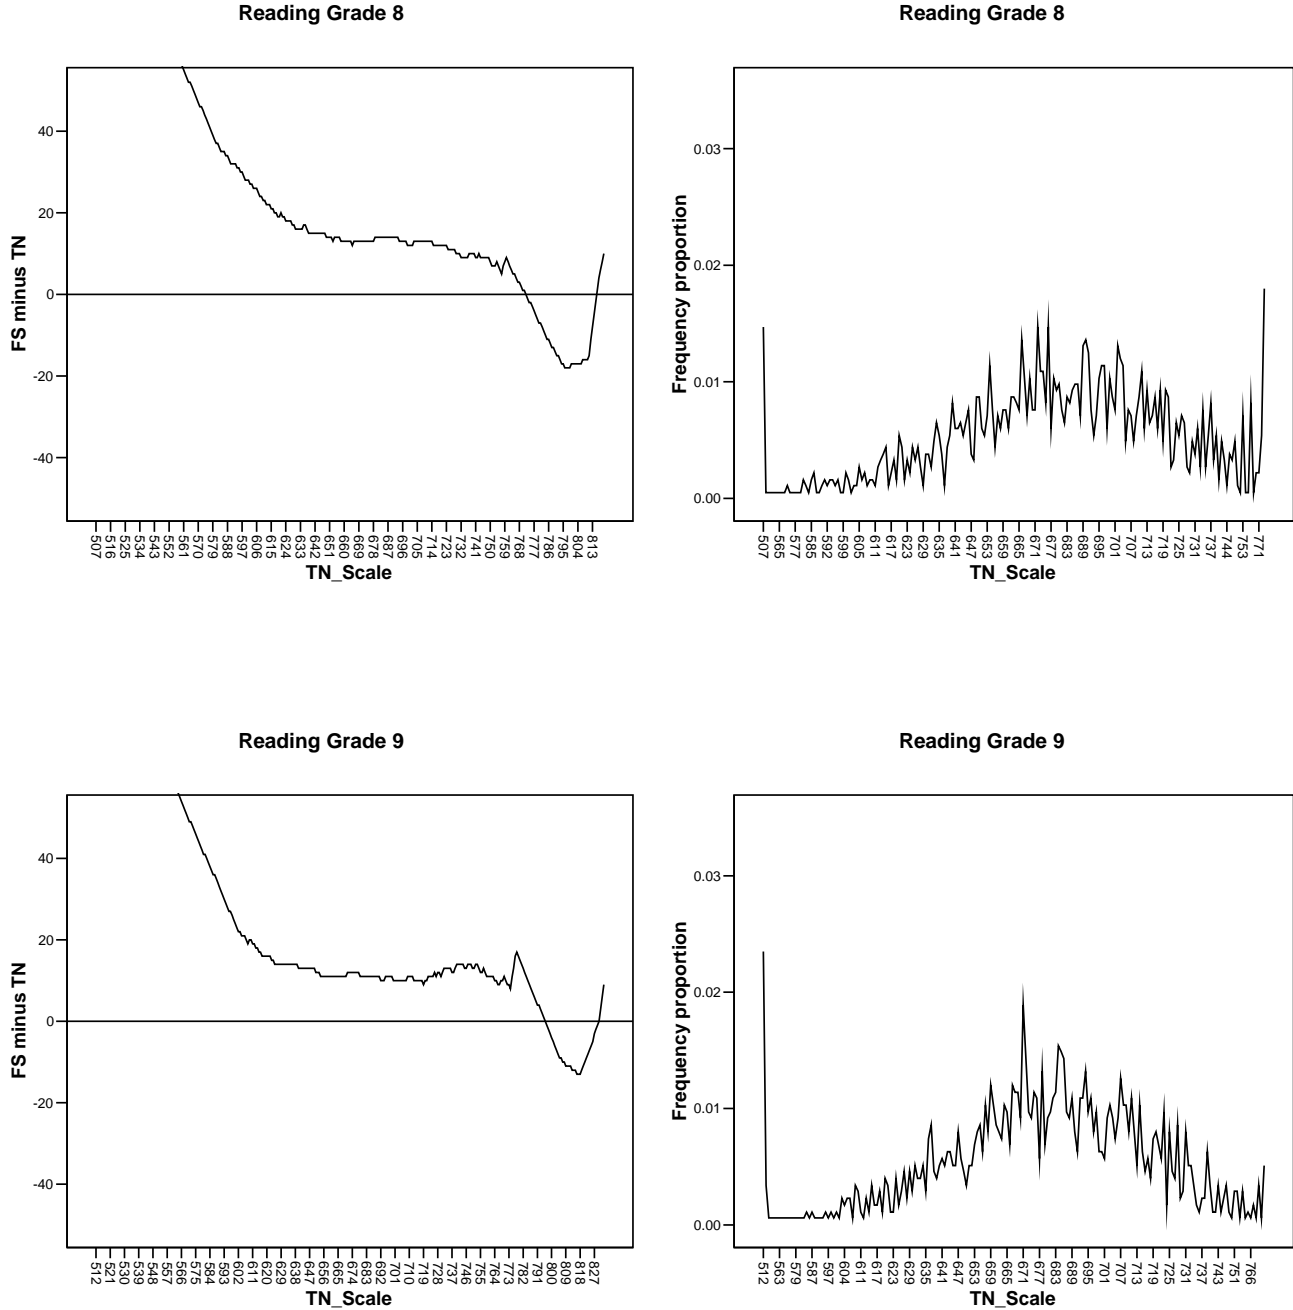 Reading Grade 8
FS minus TN
40
20
0
-20
-40
507 516 525 534 543 552 561 570 579 588 597 606 615 624 633 642 651 660 669 678 687 696 705 714 723 732 741 750 759 768 777 786 795 804 813
TN_Scale
Reading Grade 8
Frequency proportion
0.03
0.02
0.01
0.00
507 565 577 585 592 599 605 611 617 623 629 635 641 647 653 659 665 671 677 683 689 695 701 707 713 719 725 731 737 744 753 771
TN_Scale
Reading Grade 9
FS minus TN
40
20
0
-20
-40
512 521 530 539 548 557 566 575 584 593 602 611 620 629 638 647 656 665 674 683 692 701 710 719 728 737 746 755 764 773 782 791 800 809 818 827
TN_Scale
Reading Grade 9
Frequency proportion
0.03
0.02
0.01
0.00
512 563 579 587 597 604 611 617 623 629 635 641 647 653 659 665 671 677 683 689 695 701 707 713 719 725 731 737 743 751 766
TN_Scale